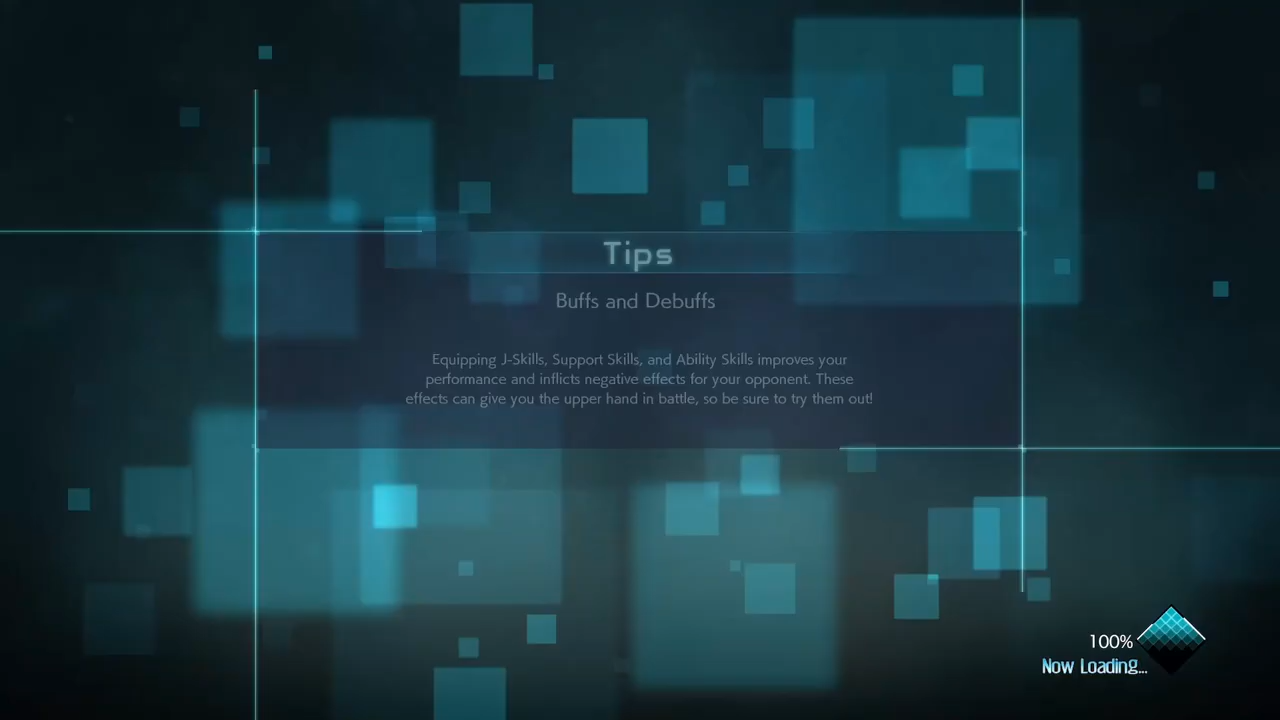 Tips
Buffs and Debuffs
Equipping J-Skills, Support Skills, and Ability Skills improves your
performance and inflicts negative effects for your opponent. These
effects can give you the upper hand in battle, so be sure to try them out!
100%
Now Loading...